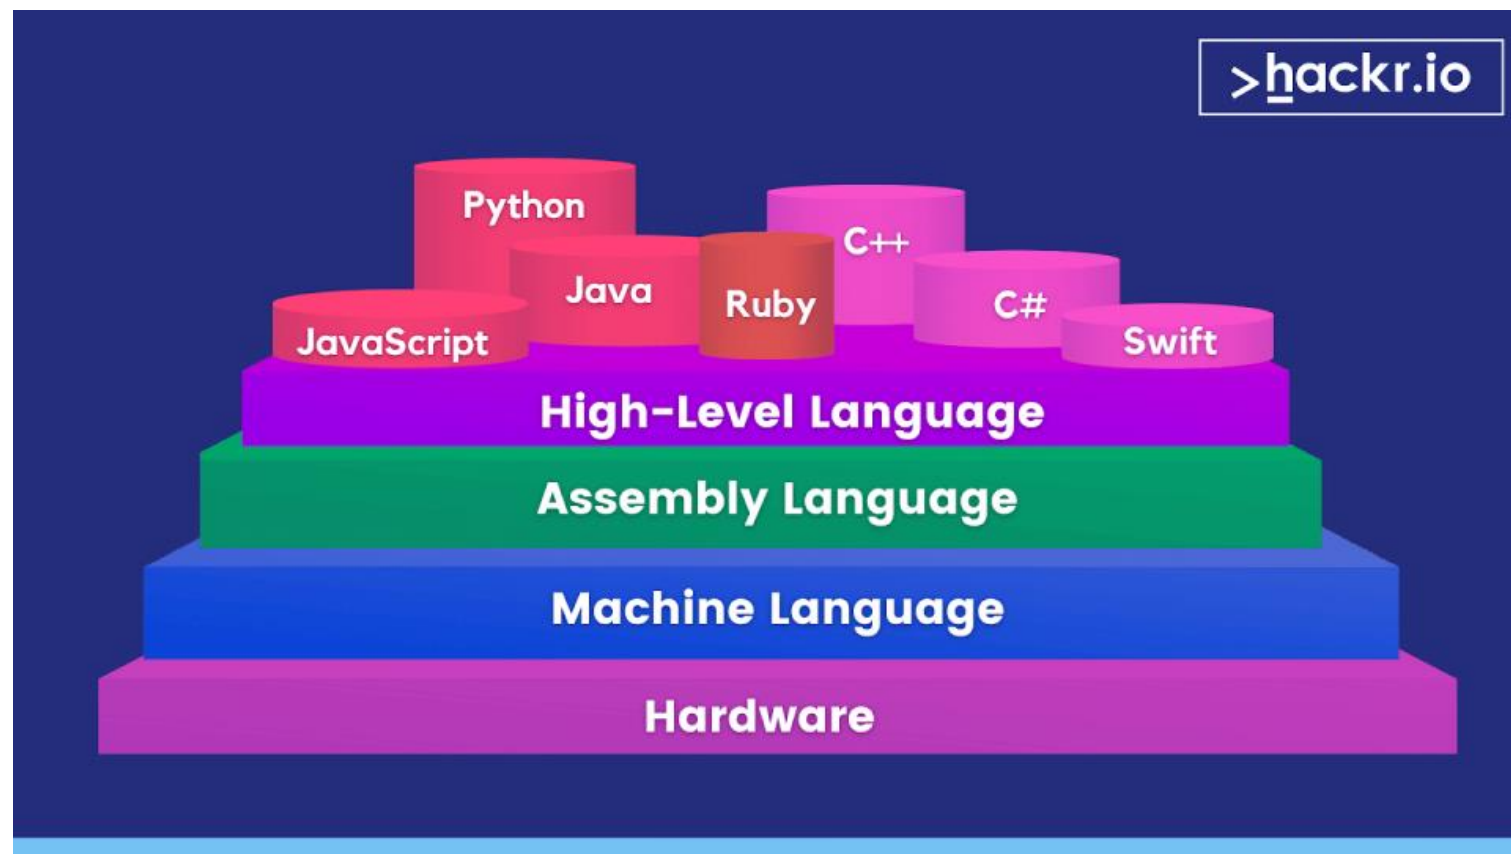 >hackr.io
Python
C++
Java
Ruby
C#
JavaScript
Swift
High-Level Language
Assembly Language
Machine Language
Hardware